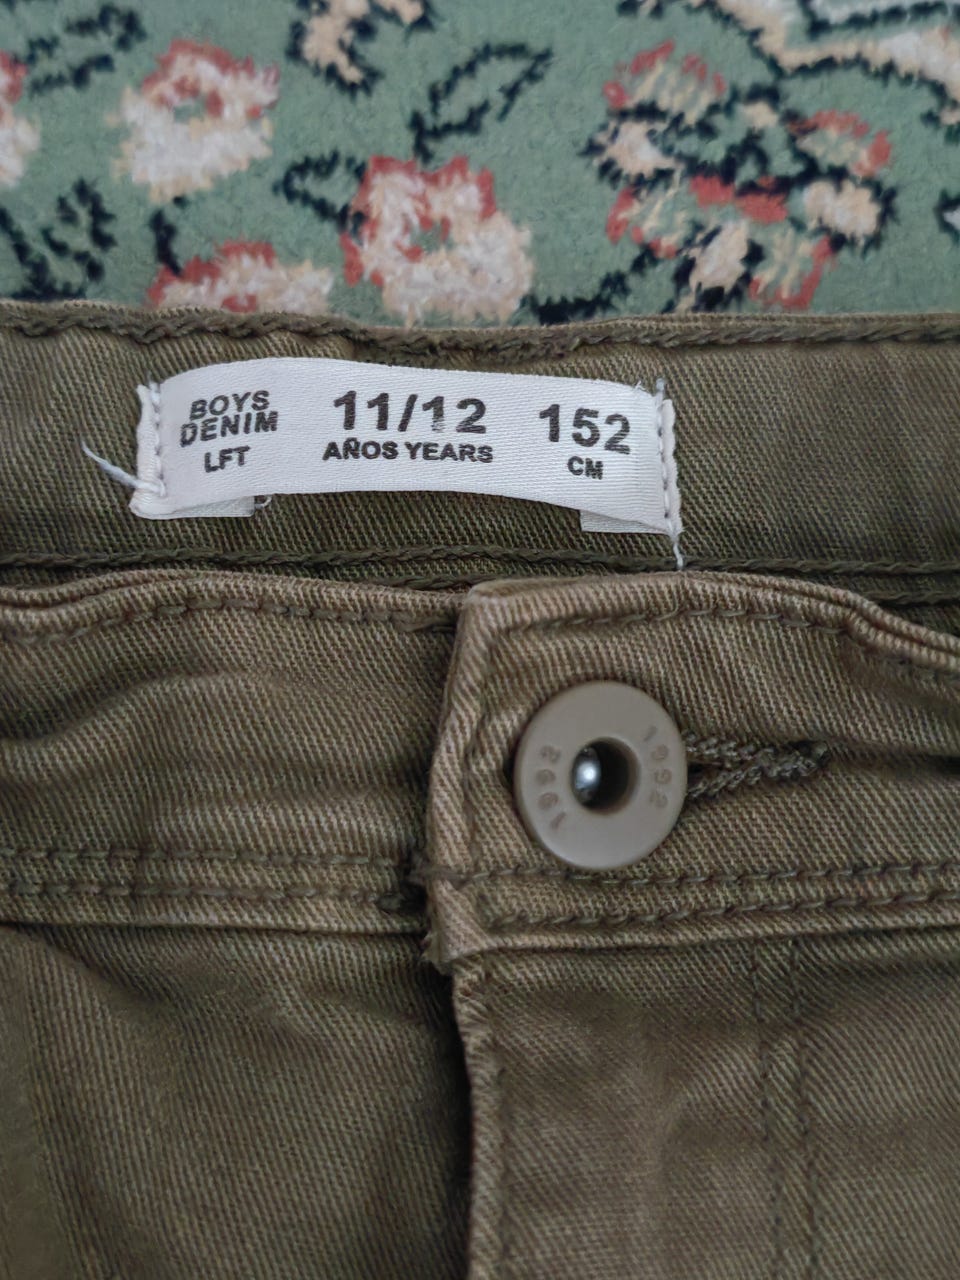 BOYS
DENIM
LFT
11/12
AÑOS YEARS
152
CM
1992
1992